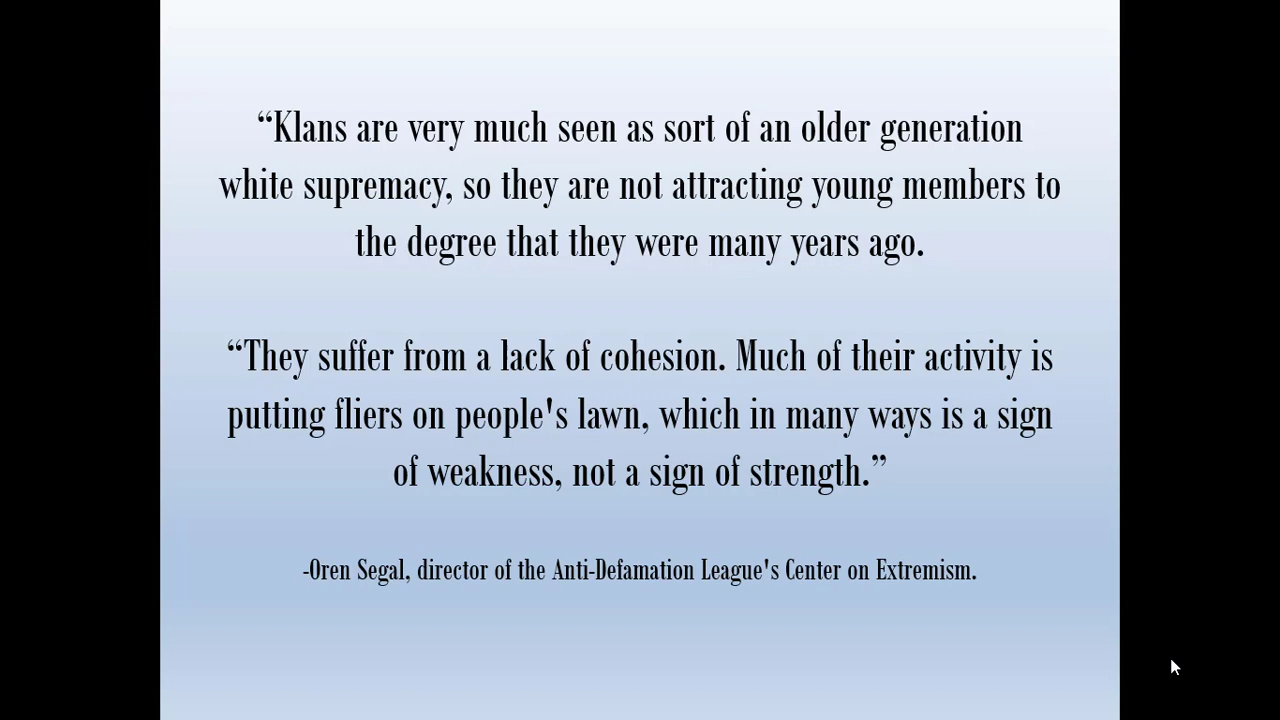 “Klans are very much seen as sort of an older generation
white supremacy, so they are not attracting young members to
the degree that they were many years ago.
“They suffer from a lack of cohesion. Much of their activity is
putting fliers on people's lawn, which in many ways is a sign
of weakness, not a sign of strength.”
-Oren Segal, director of the Anti-Defamation League's Center on Extremism.